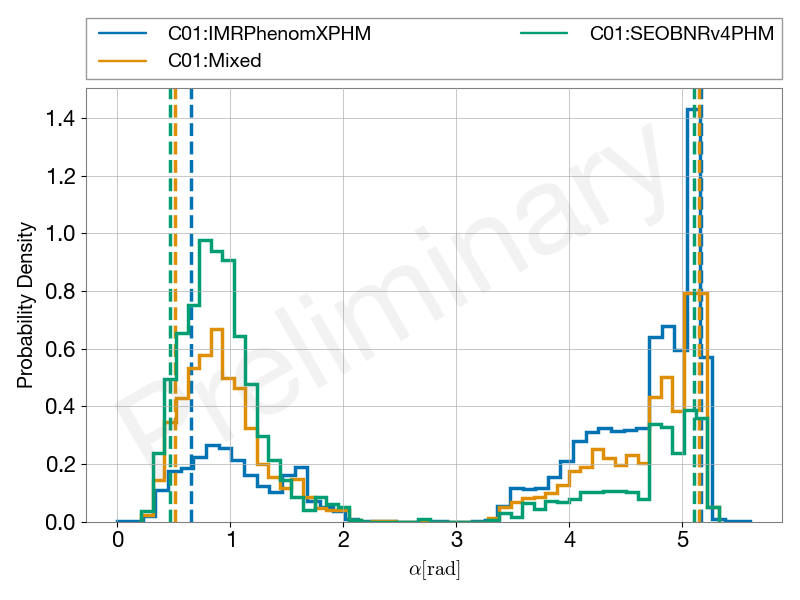 C01:IMRPhenomXPHM
C01:SEOBNRv4PHM
C01:Mixed
Preliminary
Probability Density
1.4
1.2
1.0
0.8
0.6
0.4
0.2
0.0
0 1 2 3 4 5
α[rad]